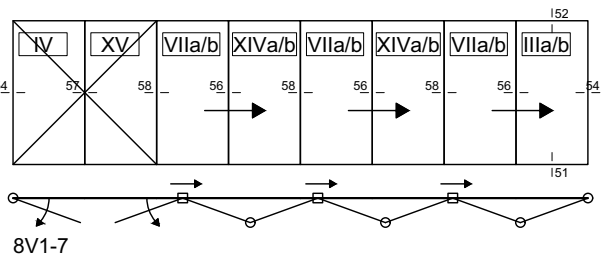 52
IV XV VIIa/b XIVa/b VIIa/b XIVa/b VIIa/b IIIa/b
4 57 58 56 58 56 58 56 54
51
8V1-7